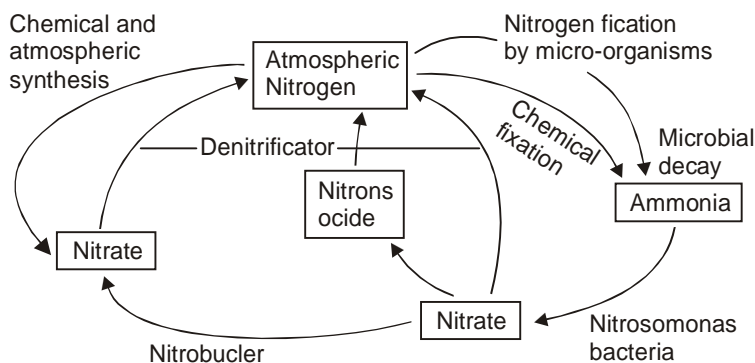 Chemical and
atmospheric
synthesis
Atmospheric
Nitrogen
Nitrogen fication
by micro-organisms
Chemical
fixation
Microbial
decay
Denitrificator
Nitrons
ocide
Ammonia
Nitrate
Nitrate
Nitrosomonas
bacteria
Nitrobucler